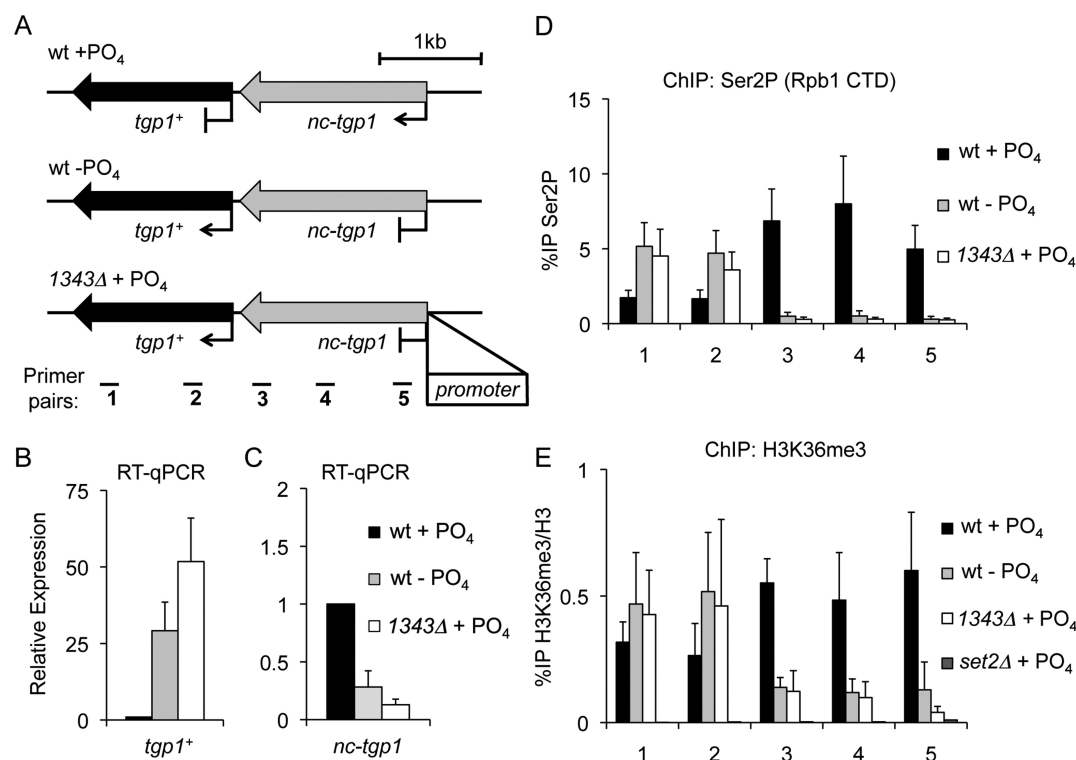 A
wt +PO4
1kb
tgp1+
nc-tgp1
wt -PO4
tgp1+
nc-tgp1
1343Δ + PO4
tgp1+
nc-tgp1
promoter
Primer
pairs:
1 2 3 4 5
B
RT-qPCR
Relative Expression
75
50
25
0
tgp1+
C
RT-qPCR
2
1.5
1
0.5
0
wt + PO4
wt - PO4
1343Δ + PO4
nc-tgp1
D
ChIP: Ser2P (Rpb1 CTD)
%IP Ser2P
15
10
5
0
wt + PO4
wt - PO4
1343Δ + PO4
1 2 3 4 5
E
ChIP: H3K36me3
%IP H3K36me3/H3
1
0.5
0
wt + PO4
wt - PO4
1343Δ + PO4
set2Δ + PO4
1 2 3 4 5